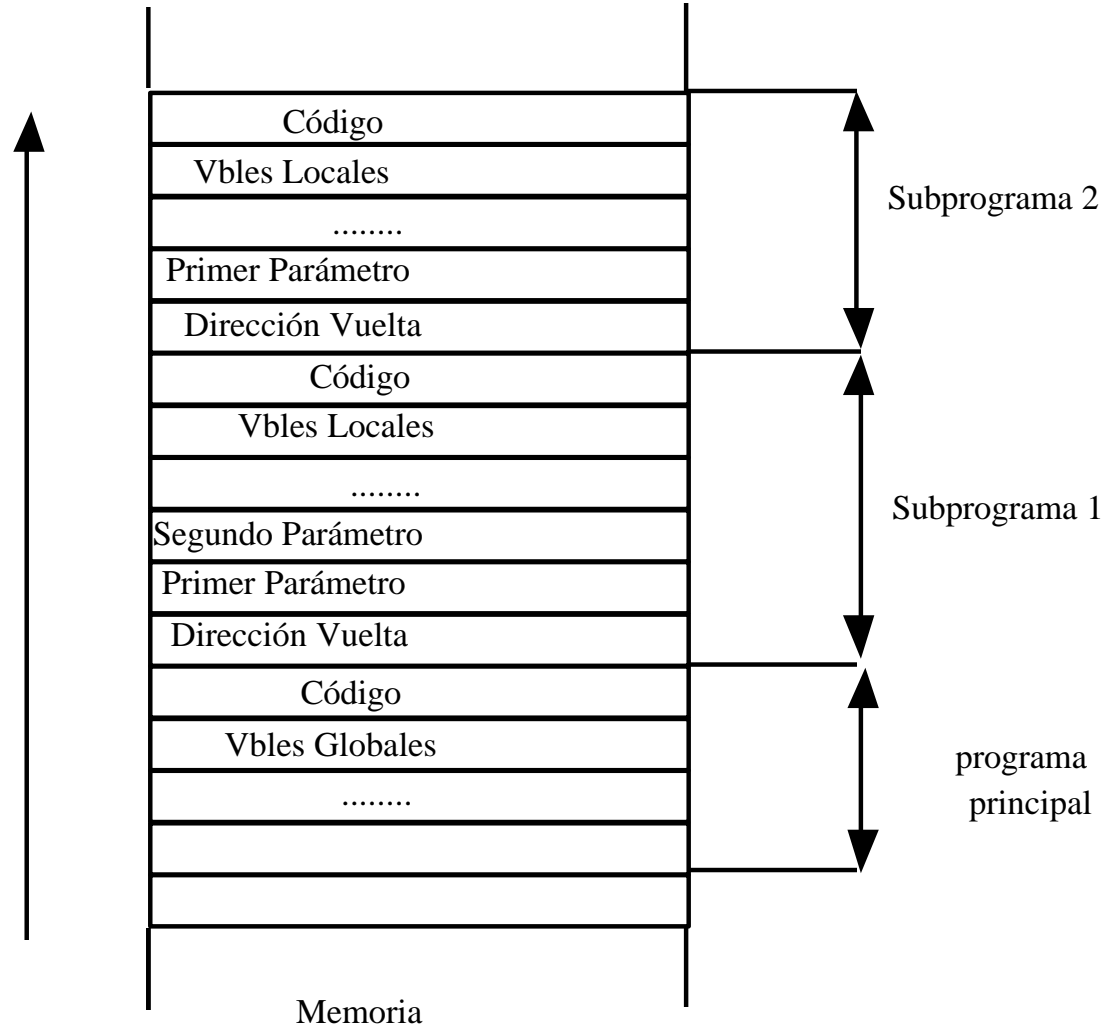 Código
Vbles Locales
........
Primer Parámetro
Dirección Vuelta
Subprograma 2
Código
Vbles Locales
........
Segundo Parámetro
Primer Parámetro
Dirección Vuelta
Subprograma 1
Código
Vbles Globales
........
programa
principal
Memoria